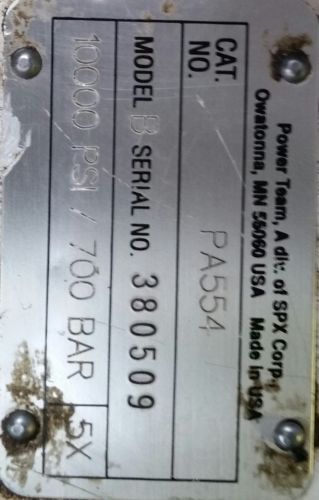 Power Team, A div. of SPX Corp.
Owatonna, MN 55060 USA Made in USA
CAT. NO. PA554
MODEL B SERIAL NO. 380509
10000 PSI / 700 BAR 5X